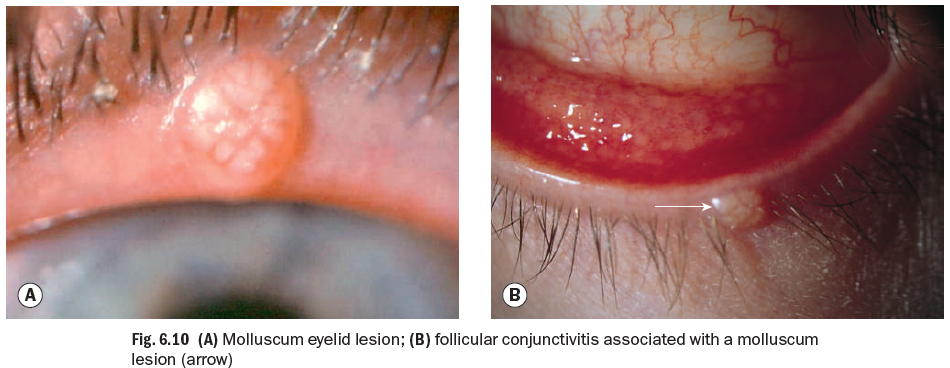 A
B
Fig. 6.10 (A) Molluscum eyelid lesion; (B) follicular conjunctivitis associated with a molluscum
lesion (arrow)